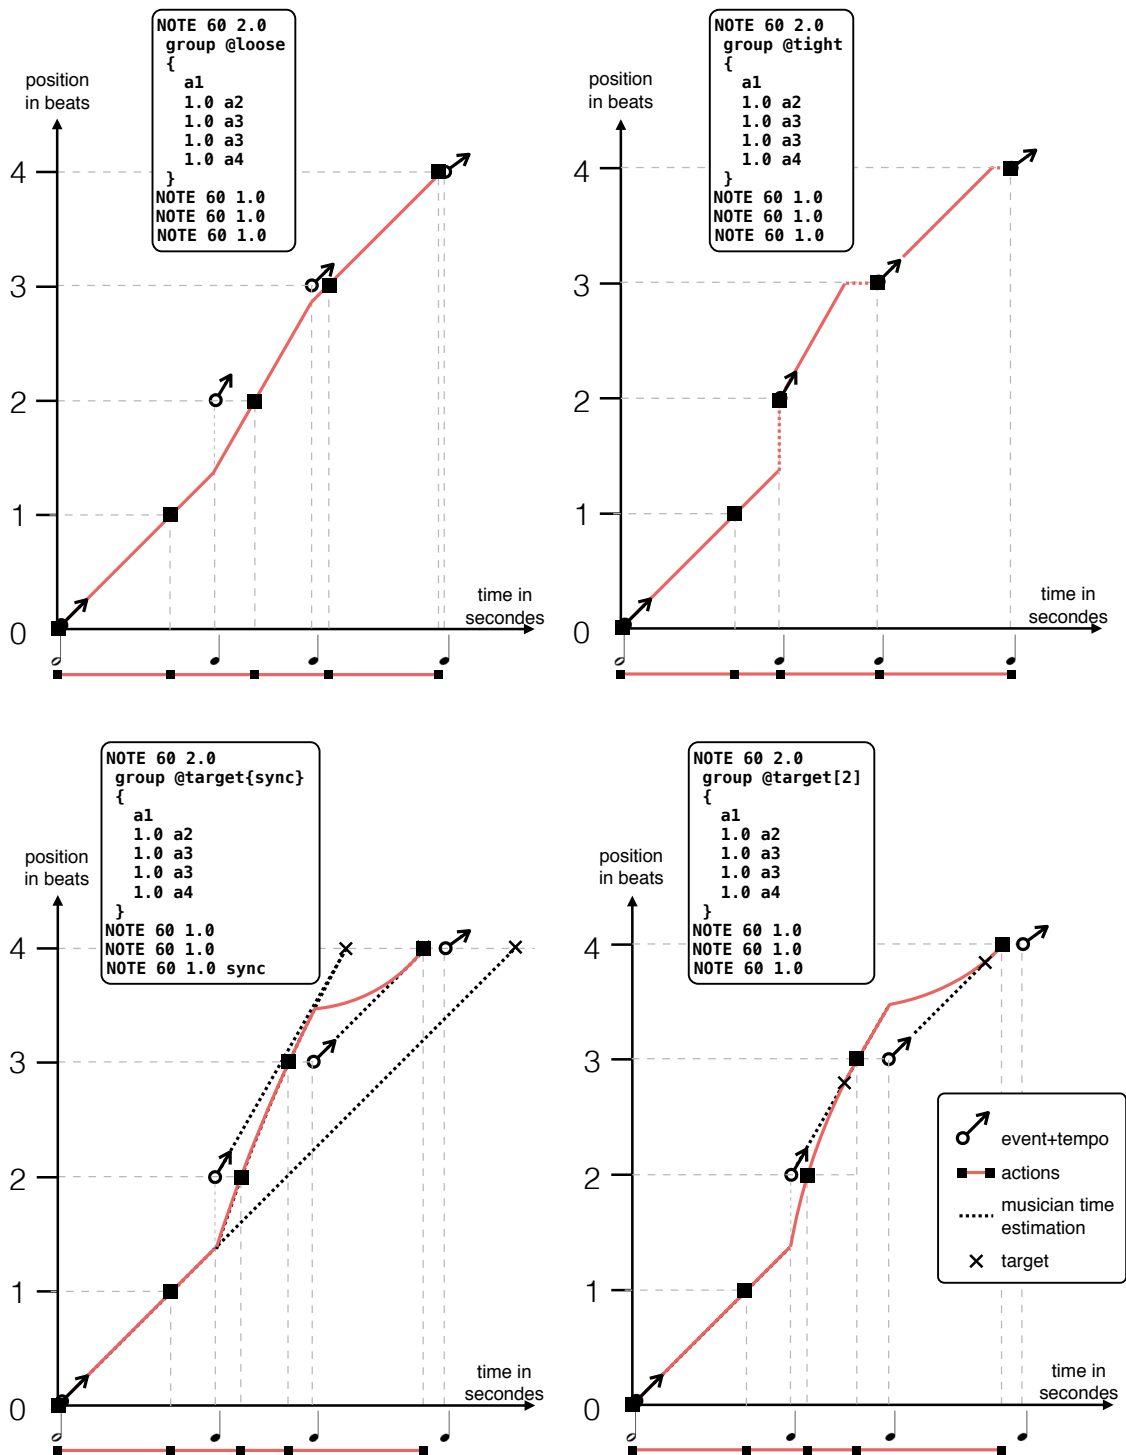 NOTE 60 2.0
group @loose
{
a1
1.0 a2
1.0 a3
1.0 a3
1.0 a4
}
NOTE 60 1.0
NOTE 60 1.0
NOTE 60 1.0
position
in beats
4
3
2
1
0
time in
secondes
NOTE 60 2.0
group @tight
{
a1
1.0 a2
1.0 a3
1.0 a3
1.0 a4
}
NOTE 60 1.0
NOTE 60 1.0
NOTE 60 1.0
position
in beats
4
3
2
1
0
time in
secondes
NOTE 60 2.0
group @target{sync}
{
a1
1.0 a2
1.0 a3
1.0 a3
1.0 a4
}
NOTE 60 1.0
NOTE 60 1.0
NOTE 60 1.0 sync
position
in beats
4
3
2
1
0
time in
secondes
NOTE 60 2.0
group @target[2]
{
a1
1.0 a2
1.0 a3
1.0 a3
1.0 a4
}
NOTE 60 1.0
NOTE 60 1.0
NOTE 60 1.0
position
in beats
4
3
2
1
0
time in
secondes
event+tempo
actions
musician time
estimation
target